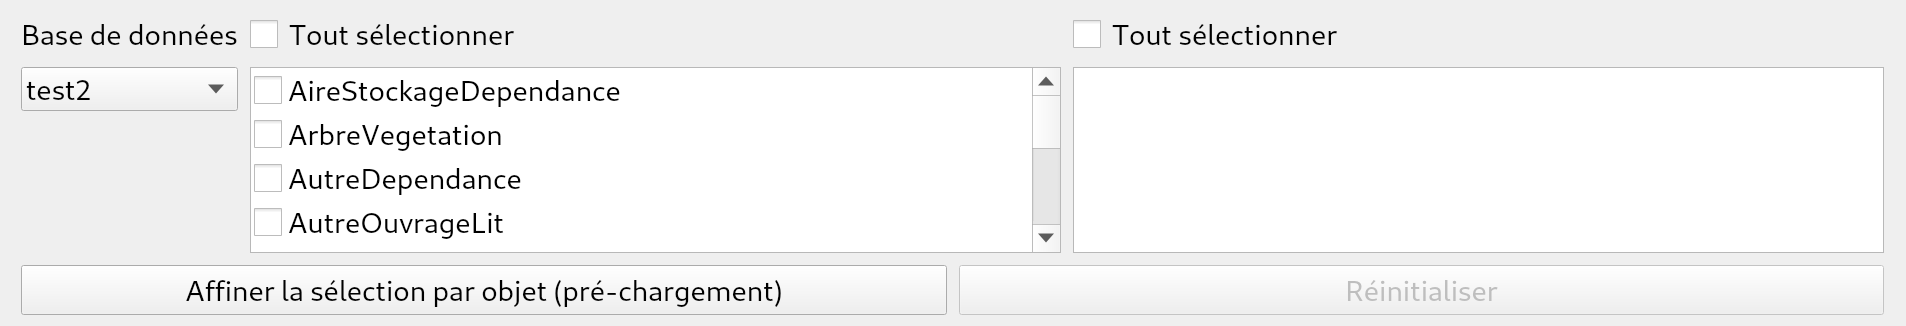 Base de données
Tout sélectionner
Tout sélectionner
test2
AireStockageDependance
ArbreVegetation
AutreDependance
AutreOuvrageLit
Affiner la sélection par objet (pré-chargement)
Réinitialiser